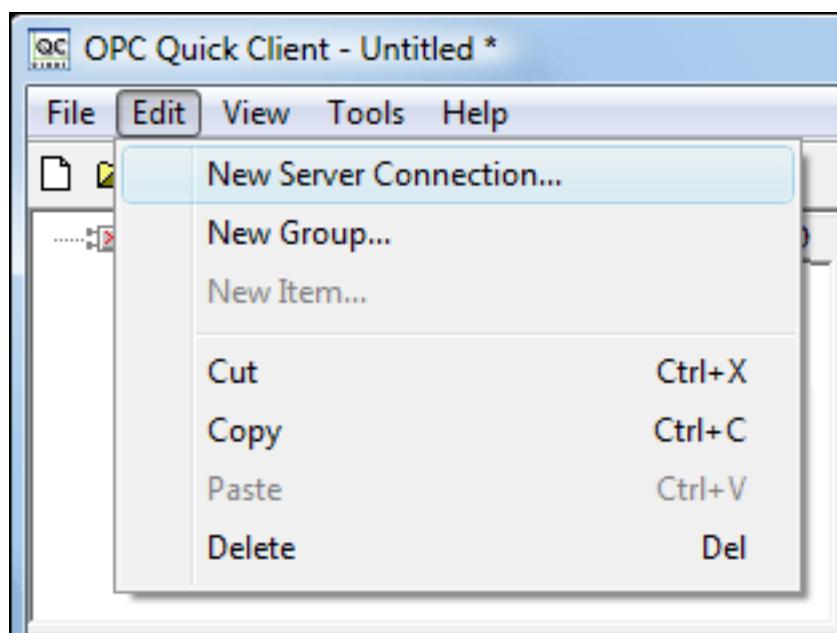 OPC Quick Client - Untitled *
File Edit View Tools Help
New Server Connection...
New Group...
New Item...
Cut Ctrl+X
Copy Ctrl+C
Paste Ctrl+V
Delete Del